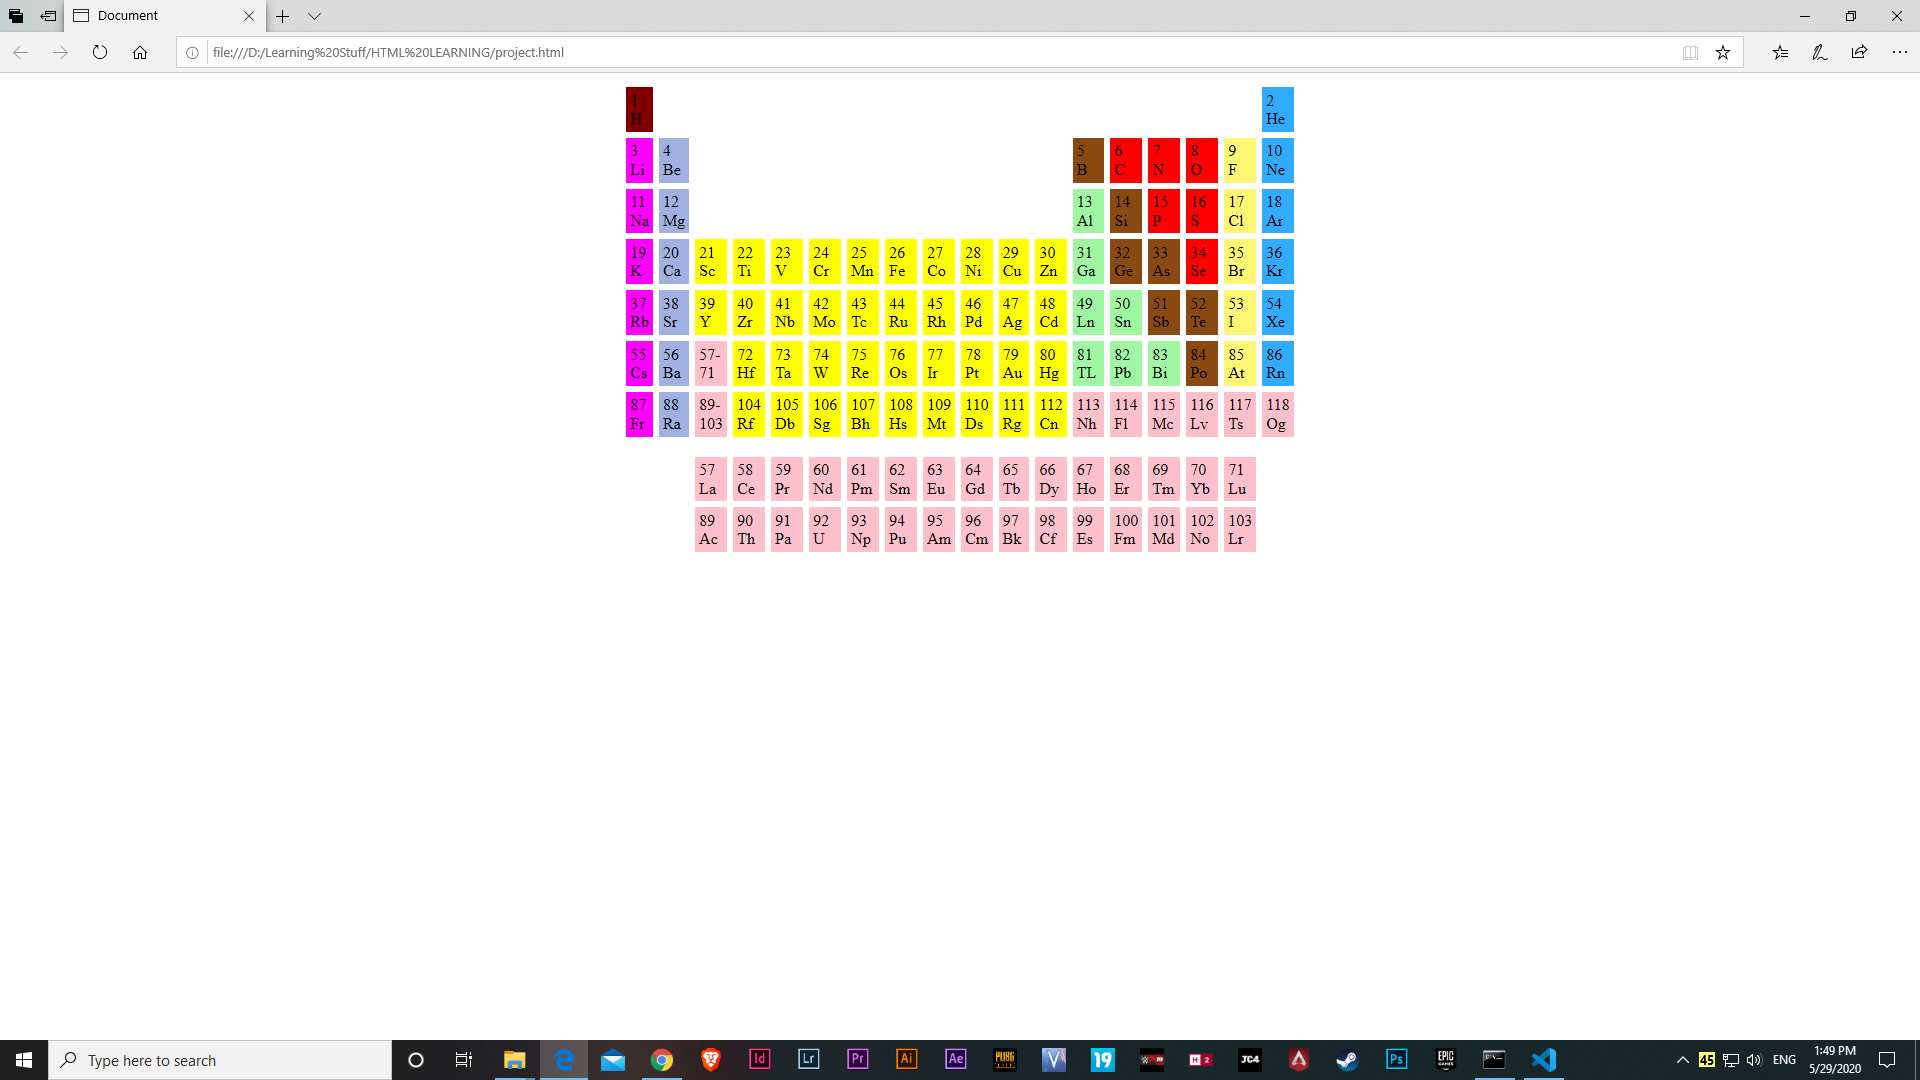 Document
file:///D:/Learning%20Stuff/HTML%20LEARNING/project.html
1 2
H He
3 4 5 6 7 8 9 10
Li Be B C N O F Ne
11 12 13 14 15 16 17 18
Na Mg Al Si P S Cl Ar
19 20 21 22 23 24 25 26 27 28 29 30 31 32 33 34 35 36
K Ca Sc Ti V Cr Mn Fe Co Ni Cu Zn Ga Ge As Se Br Kr
37 38 39 40 41 42 43 44 45 46 47 48 49 50 51 52 53 54
Rb Sr Y Zr Nb Mo Tc Ru Rh Pd Ag Cd Ln Sn Sb Te I Xe
55 56 57- 72 73 74 75 76 77 78 79 80 81 82 83 84 85 86
Cs Ba 71 Hf Ta W Re Os Ir Pt Au Hg TL Pb Bi Po At Rn
87 88 89- 104 105 106 107 108 109 110 111 112 113 114 115 116 117 118
Fr Ra 103 Rf Db Sg Bh Hs Mt Ds Rg Cn Nh Fl Mc Lv Ts Og
57 58 59 60 61 62 63 64 65 66 67 68 69 70 71
La Ce Pr Nd Pm Sm Eu Gd Tb Dy Ho Er Tm Yb Lu
89 90 91 92 93 94 95 96 97 98 99 100 101 102 103
Ac Th Pa U Np Pu Am Cm Bk Cf Es Fm Md No Lr
Type here to search
Id Lr Pr Ai Ae PUBG V 19 H 2 JC4 Ps EPIC GAMES
45 ENG
1:49 PM
5/29/2020